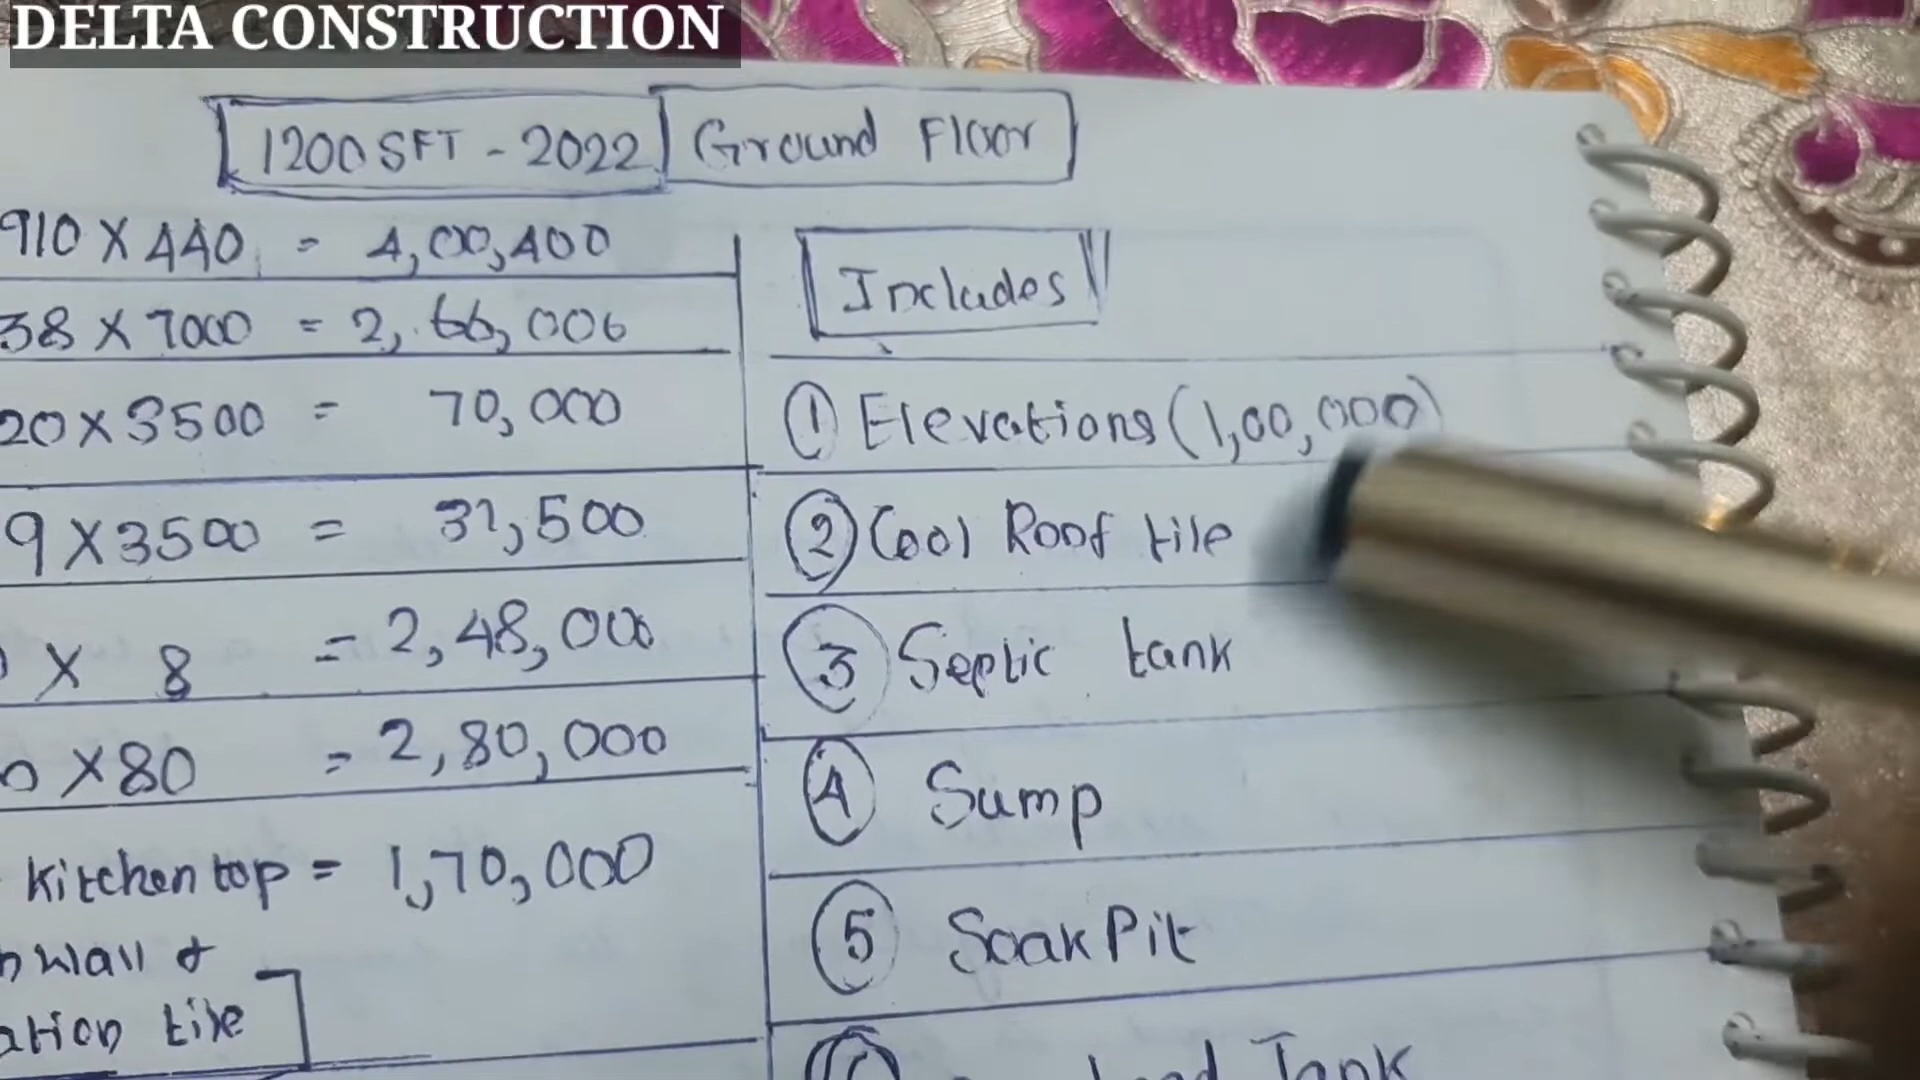 DELTA CONSTRUCTION
1200 SFT - 2022 Ground Floor
910 X 440 = 4,00,400
38 X 7000 = 2,66,006
20 X 3500 = 70,000
9 X 3500 = 31,500
X 8 = 2,48,000
X 80 = 2,80,000
Kitchen top = 1,70,000
wall &
tile
Includes
① Elevations (1,00,000)
② Cool Roof tile
③ Septic tank
④ Sump
⑤ Soak Pit
Tank